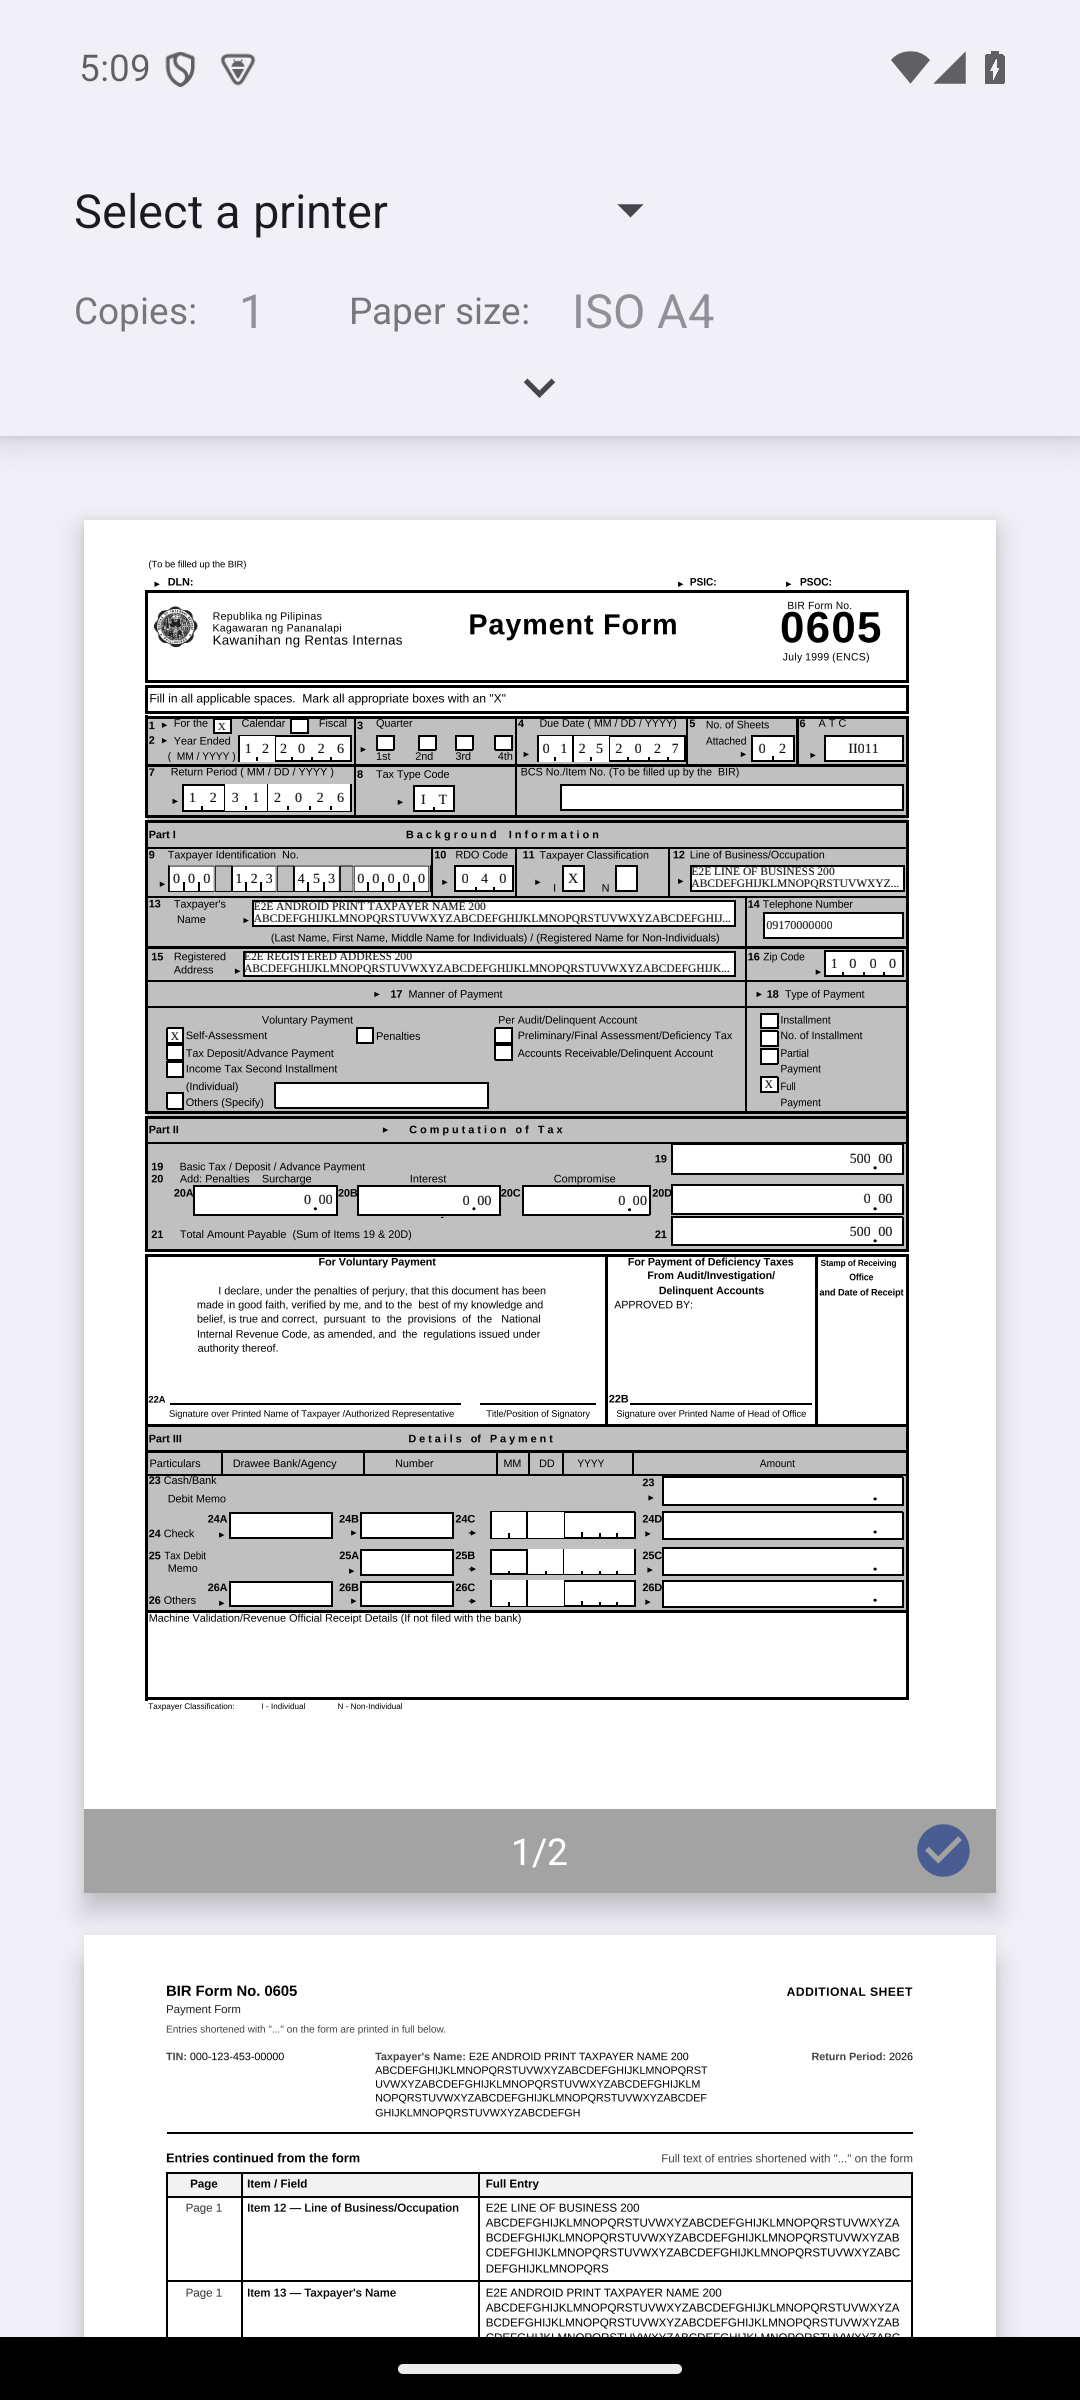 5:09
Select a printer
Copies: 1 Paper size: ISO A4
(To be filled up the BIR)
DLN: PSIC: PSOC:
Republika ng Pilipinas
Kagawaran ng Pananalapi
Kawanihan ng Rentas Internas
Payment Form
BIR Form No.
0605
July 1999 (ENCS)
Fill in all applicable spaces. Mark all appropriate boxes with an "X"
1 For the X Calendar Fiscal 3 Quarter 4 Due Date ( MM / DD / YYYY) 5 No. of Sheets 6 A T C
2 Year Ended 1 2 2 0 2 6 0 1 2 5 2 0 2 7 Attached 0 2 II011
( MM / YYYY ) 1st 2nd 3rd 4th
7 Return Period ( MM / DD / YYYY ) 8 Tax Type Code BCS No./Item No. (To be filled up by the BIR)
1 2 3 1 2 0 2 6 I T
Part I Background Information
9 Taxpayer Identification No. 10 RDO Code 11 Taxpayer Classification 12 Line of Business/Occupation
0 0 0 1 2 3 4 5 3 0 0 0 0 0 0 4 0 I X N E2E LINE OF BUSINESS 200
ABCDEFGHIJKLMNOPQRSTUVWXYZ...
13 Taxpayer's E2E ANDROID PRINT TAXPAYER NAME 200 14 Telephone Number
Name ABCDEFGHIJKLMNOPQRSTUVWXYZABCDEFGHIJKLMNOPQRSTUVWXYZABCDEFGHIJ... 09170000000
(Last Name, First Name, Middle Name for Individuals) / (Registered Name for Non-Individuals)
15 Registered E2E REGISTERED ADDRESS 200 16 Zip Code 1 0 0 0
Address ABCDEFGHIJKLMNOPQRSTUVWXYZABCDEFGHIJKLMNOPQRSTUVWXYZABCDEFGHIJK...
17 Manner of Payment 18 Type of Payment
Voluntary Payment Per Audit/Delinquent Account Installment
X Self-Assessment Penalties Preliminary/Final Assessment/Deficiency Tax No. of Installment
Tax Deposit/Advance Payment Accounts Receivable/Delinquent Account Partial
Income Tax Second Installment Payment
(Individual) X Full
Others (Specify) Payment
Part II Computation of Tax
19 Basic Tax / Deposit / Advance Payment 19 500.00
20 Add: Penalties Surcharge Interest Compromise
20A 0.00 20B 0.00 20C 0.00 20D 0.00
21 Total Amount Payable (Sum of Items 19 & 20D) 21 500.00
For Voluntary Payment
I declare, under the penalties of perjury, that this document has been
made in good faith, verified by me, and to the best of my knowledge and
belief, is true and correct, pursuant to the provisions of the National
Internal Revenue Code, as amended, and the regulations issued under
authority thereof.
22A
Signature over Printed Name of Taxpayer /Authorized Representative Title/Position of Signatory
For Payment of Deficiency Taxes
From Audit/Investigation/
Delinquent Accounts
APPROVED BY:
22B
Signature over Printed Name of Head of Office
Stamp of Receiving
Office
and Date of Receipt
Part III Details of Payment
Particulars Drawee Bank/Agency Number MM DD YYYY Amount
23 Cash/Bank 23
Debit Memo
24A 24B 24C 24D
24 Check
25 Tax Debit 25A 25B 25C
Memo
26A 26B 26C 26D
26 Others
Machine Validation/Revenue Official Receipt Details (If not filed with the bank)
Taxpayer Classification: I - Individual N - Non-Individual
1/2
BIR Form No. 0605 ADDITIONAL SHEET
Payment Form
Entries shortened with "..." on the form are printed in full below.
TIN: 000-123-453-00000 Taxpayer's Name: E2E ANDROID PRINT TAXPAYER NAME 200 Return Period: 2026
ABCDEFGHIJKLMNOPQRSTUVWXYZABCDEFGHIJKLMNOPQRST
UVWXYZABCDEFGHIJKLMNOPQRSTUVWXYZABCDEFGHIJKLM
NOPQRSTUVWXYZABCDEFGHIJKLMNOPQRSTUVWXYZABCDEF
GHIJKLMNOPQRSTUVWXYZABCDEFGH
Entries continued from the form Full text of entries shortened with "..." on the form
Page Item / Field Full Entry
Page 1 Item 12 — Line of Business/Occupation E2E LINE OF BUSINESS 200
ABCDEFGHIJKLMNOPQRSTUVWXYZABCDEFGHIJKLMNOPQRSTUVWXYZA
BCDEFGHIJKLMNOPQRSTUVWXYZABCDEFGHIJKLMNOPQRSTUVWXYZAB
CDEFGHIJKLMNOPQRSTUVWXYZABCDEFGHIJKLMNOPQRSTUVWXYZABC
DEFGHIJKLMNOPQRS
Page 1 Item 13 — Taxpayer's Name E2E ANDROID PRINT TAXPAYER NAME 200
ABCDEFGHIJKLMNOPQRSTUVWXYZABCDEFGHIJKLMNOPQRSTUVWXYZA
BCDEFGHIJKLMNOPQRSTUVWXYZABCDEFGHIJKLMNOPQRSTUVWXYZAB